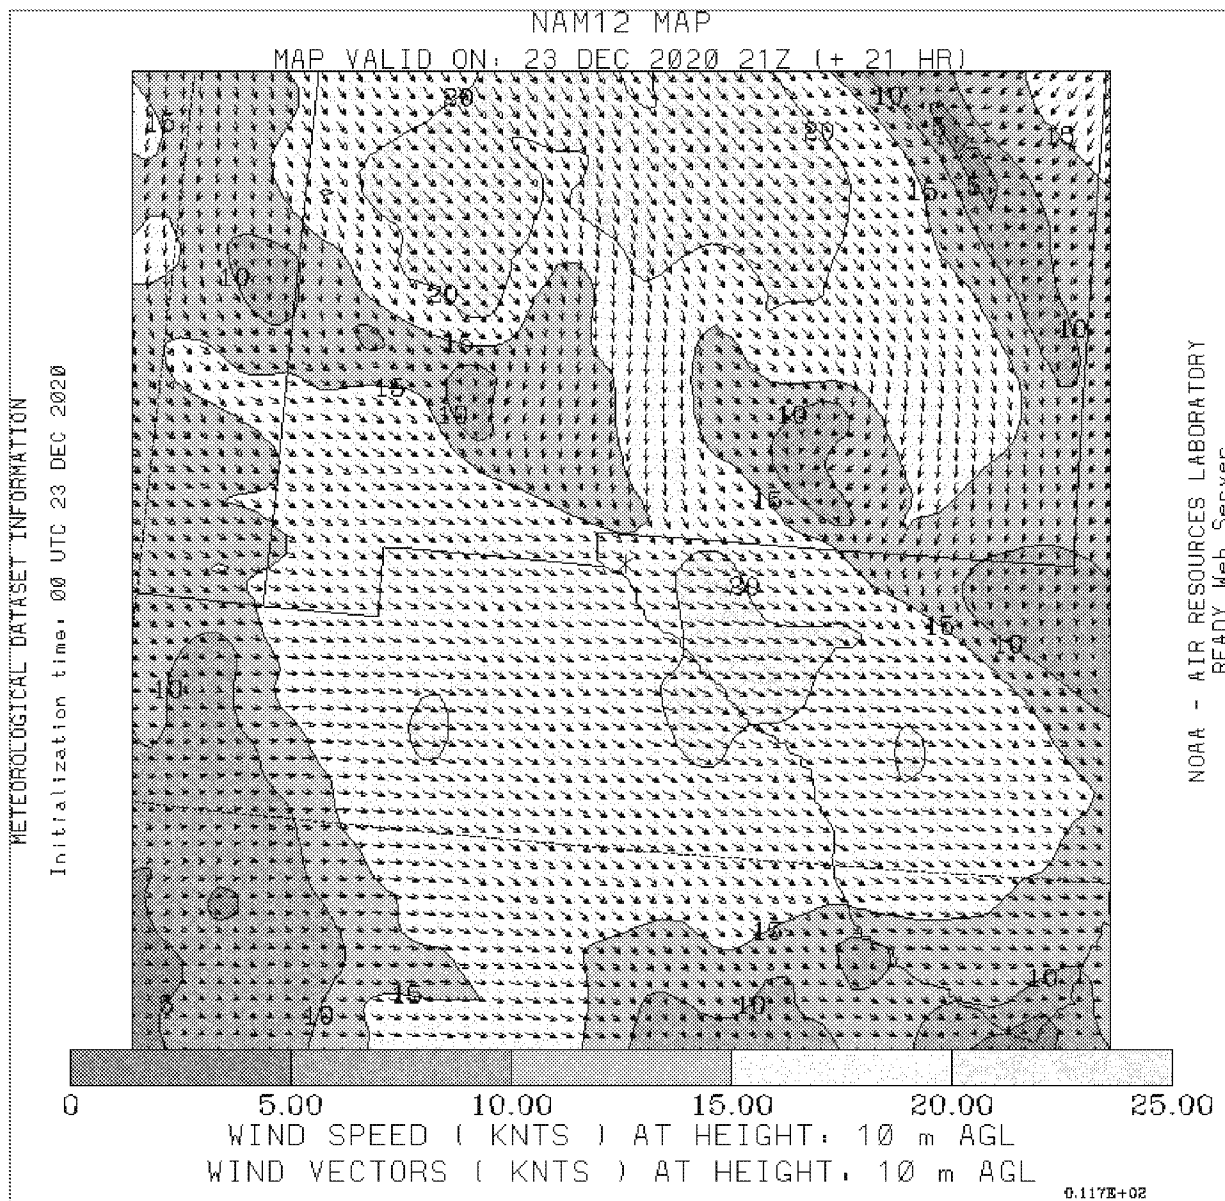 NAM12 MAP
MAP VALID ON: 23 DEC 2020 21Z (+ 21 HR)
METEOROLOGICAL DATASET INFORMATION
Initialization time: 00 UTC 23 DEC 2020
NOAA - AIR RESOURCES LABORATORY
READY Web Server
20
10
15
5
15
20
5
15
10
20
10
15
15
10
10
15
20
15
10
10
15
10
15
10
5
10
0 5.00 10.00 15.00 20.00 25.00
WIND SPEED ( KNTS ) AT HEIGHT: 10 m AGL
WIND VECTORS ( KNTS ) AT HEIGHT: 10 m AGL
0.117E+02